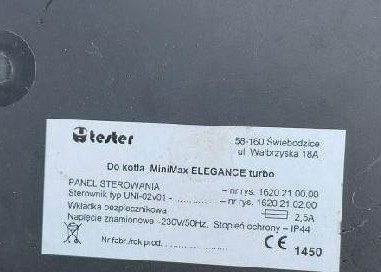 tester
58-160 Świebodzice
ul. Wałbrzyska 18A
Do kotła MiniMax ELEGANCE turbo
PANEL STEROWANIA - nr rys. 1620.21.00.00
Sterownik typ UNI-02v01 - - nr rys. 1620.21.02.00
Wkładka bezpiecznikowa 2,5A
Napięcie znamionowe ~230V/50Hz, Stopień ochrony – IP44
Nr fabr./rok prod.
CE 1450